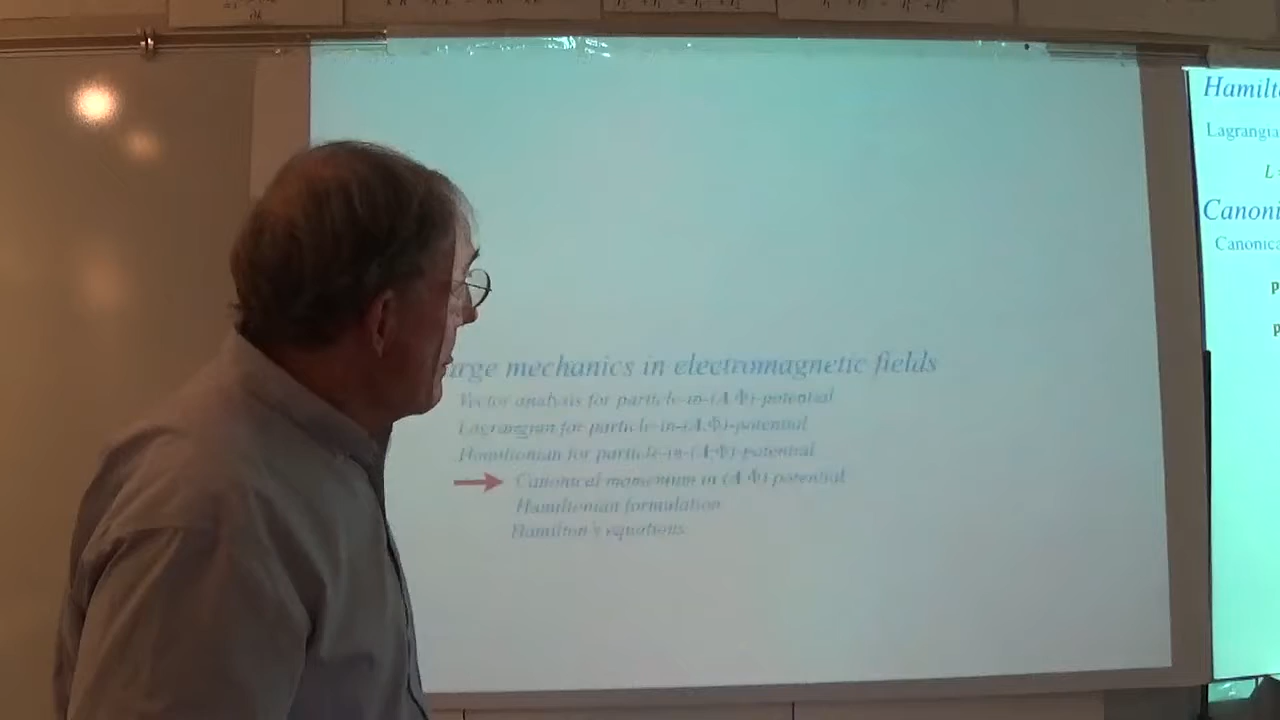 arge mechanics in electromagnetic fields
Vector analysis for particle-in-(A,Φ)-potential
Lagrangian for particle-in-(A,Φ)-potential
Hamiltonian for particle-in-(A,Φ)-potential
Canonical momentum in (A,Φ) potential
Hamiltonian formulation
Hamilton's equations
Hamilt
Lagrangia
L
Canoni
Canonica
p
p